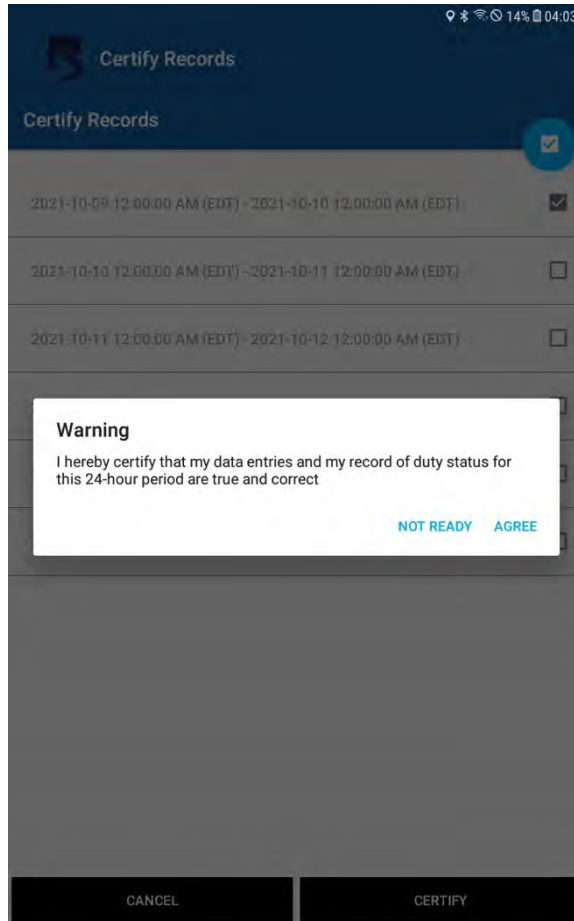 14% 04:03
Certify Records
Certify Records
2021-10-09 12:00:00 AM (EDT) - 2021-10-10 12:00:00 AM (EDT)
2021-10-10 12:00:00 AM (EDT) - 2021-10-11 12:00:00 AM (EDT)
2021-10-11 12:00:00 AM (EDT) - 2021-10-12 12:00:00 AM (EDT)
Warning
I hereby certify that my data entries and my record of duty status for
this 24-hour period are true and correct
NOT READY AGREE
CANCEL CERTIFY